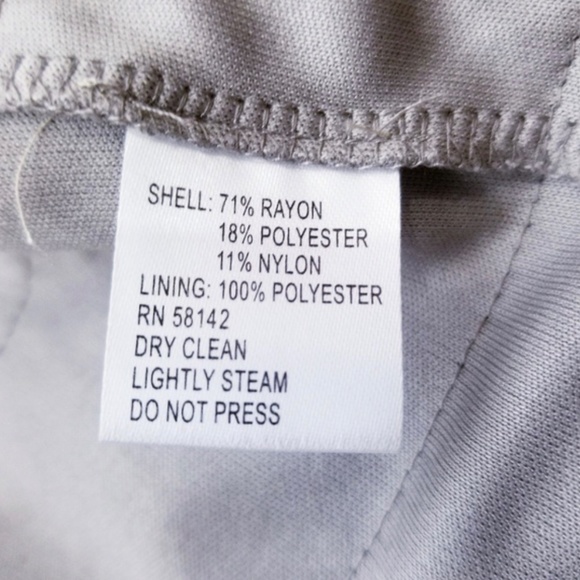 SHELL: 71% RAYON
18% POLYESTER
11% NYLON
LINING: 100% POLYESTER
RN 58142
DRY CLEAN
LIGHTLY STEAM
DO NOT PRESS